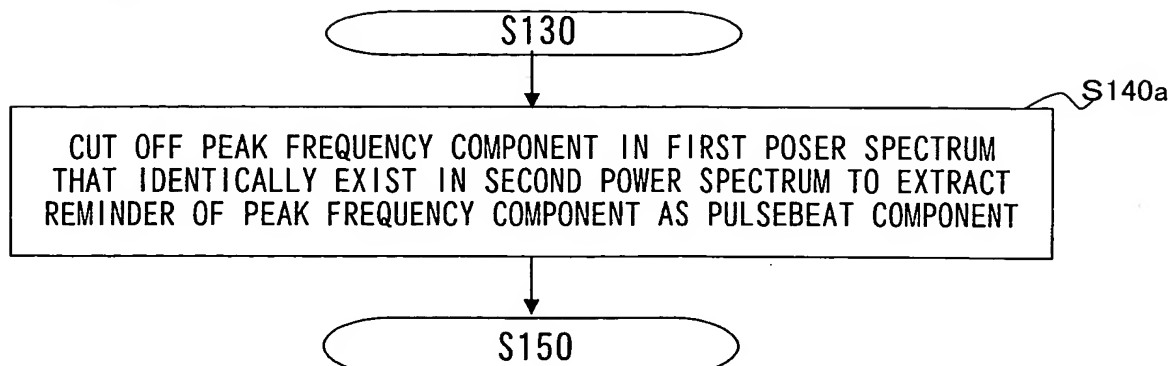 S130
S140a
CUT OFF PEAK FREQUENCY COMPONENT IN FIRST POSER SPECTRUM
THAT IDENTICALLY EXIST IN SECOND POWER SPECTRUM TO EXTRACT
REMINDER OF PEAK FREQUENCY COMPONENT AS PULSEBEAT COMPONENT
S150